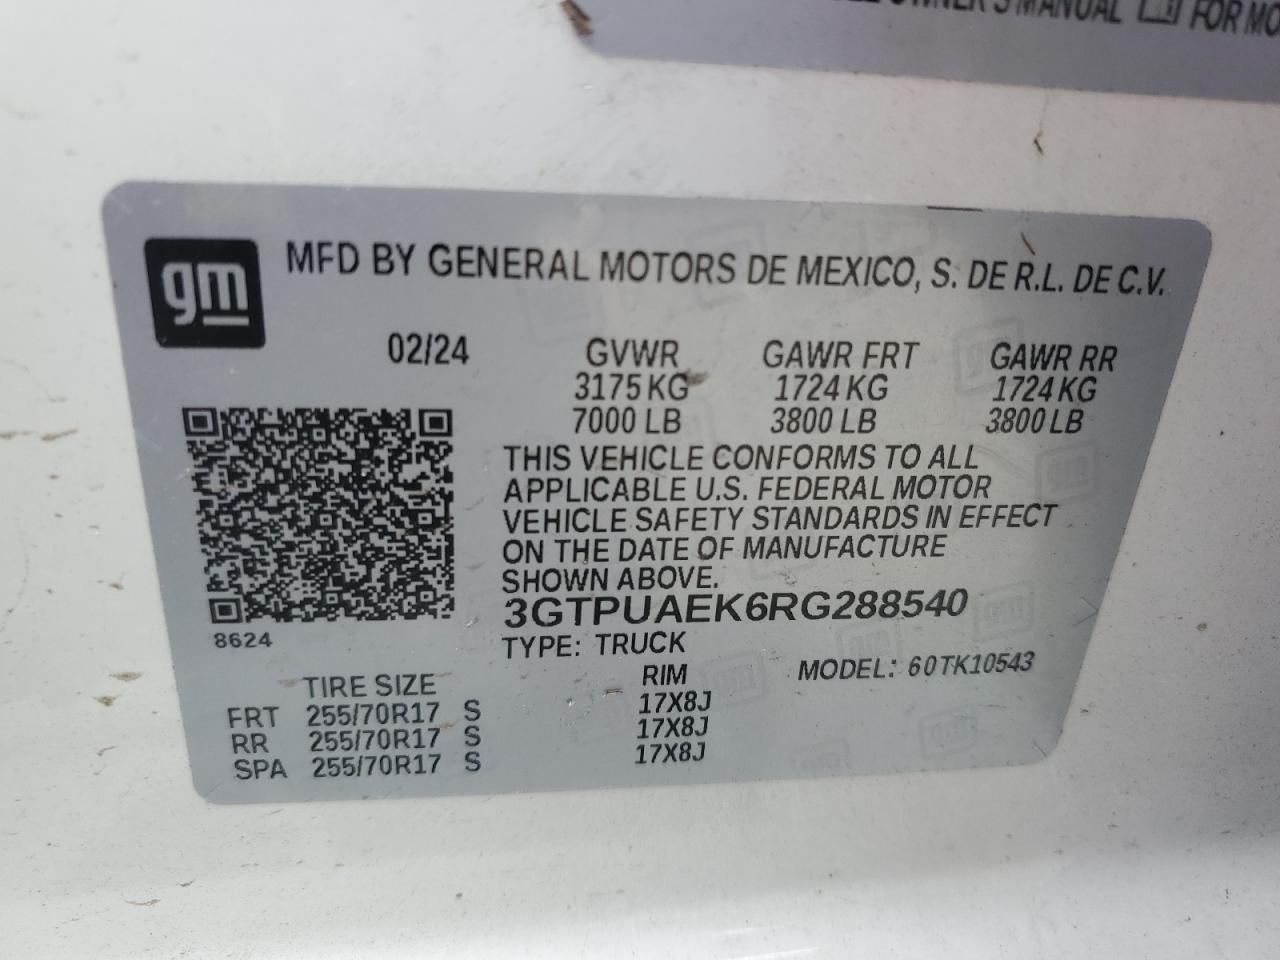 OWNER'S MANUAL FOR
gm
MFD BY GENERAL MOTORS DE MEXICO, S. DE R.L. DE C.V.
02/24 GVWR GAWR FRT GAWR RR
3175 KG 1724 KG 1724 KG
7000 LB 3800 LB 3800 LB
THIS VEHICLE CONFORMS TO ALL
APPLICABLE U.S. FEDERAL MOTOR
VEHICLE SAFETY STANDARDS IN EFFECT
ON THE DATE OF MANUFACTURE
SHOWN ABOVE.
3GTPUAEK6RG288540
8624
TYPE: TRUCK
MODEL: 60TK10543
TIRE SIZE RIM
FRT 255/70R17 S 17X8J
RR 255/70R17 S 17X8J
SPA 255/70R17 S 17X8J